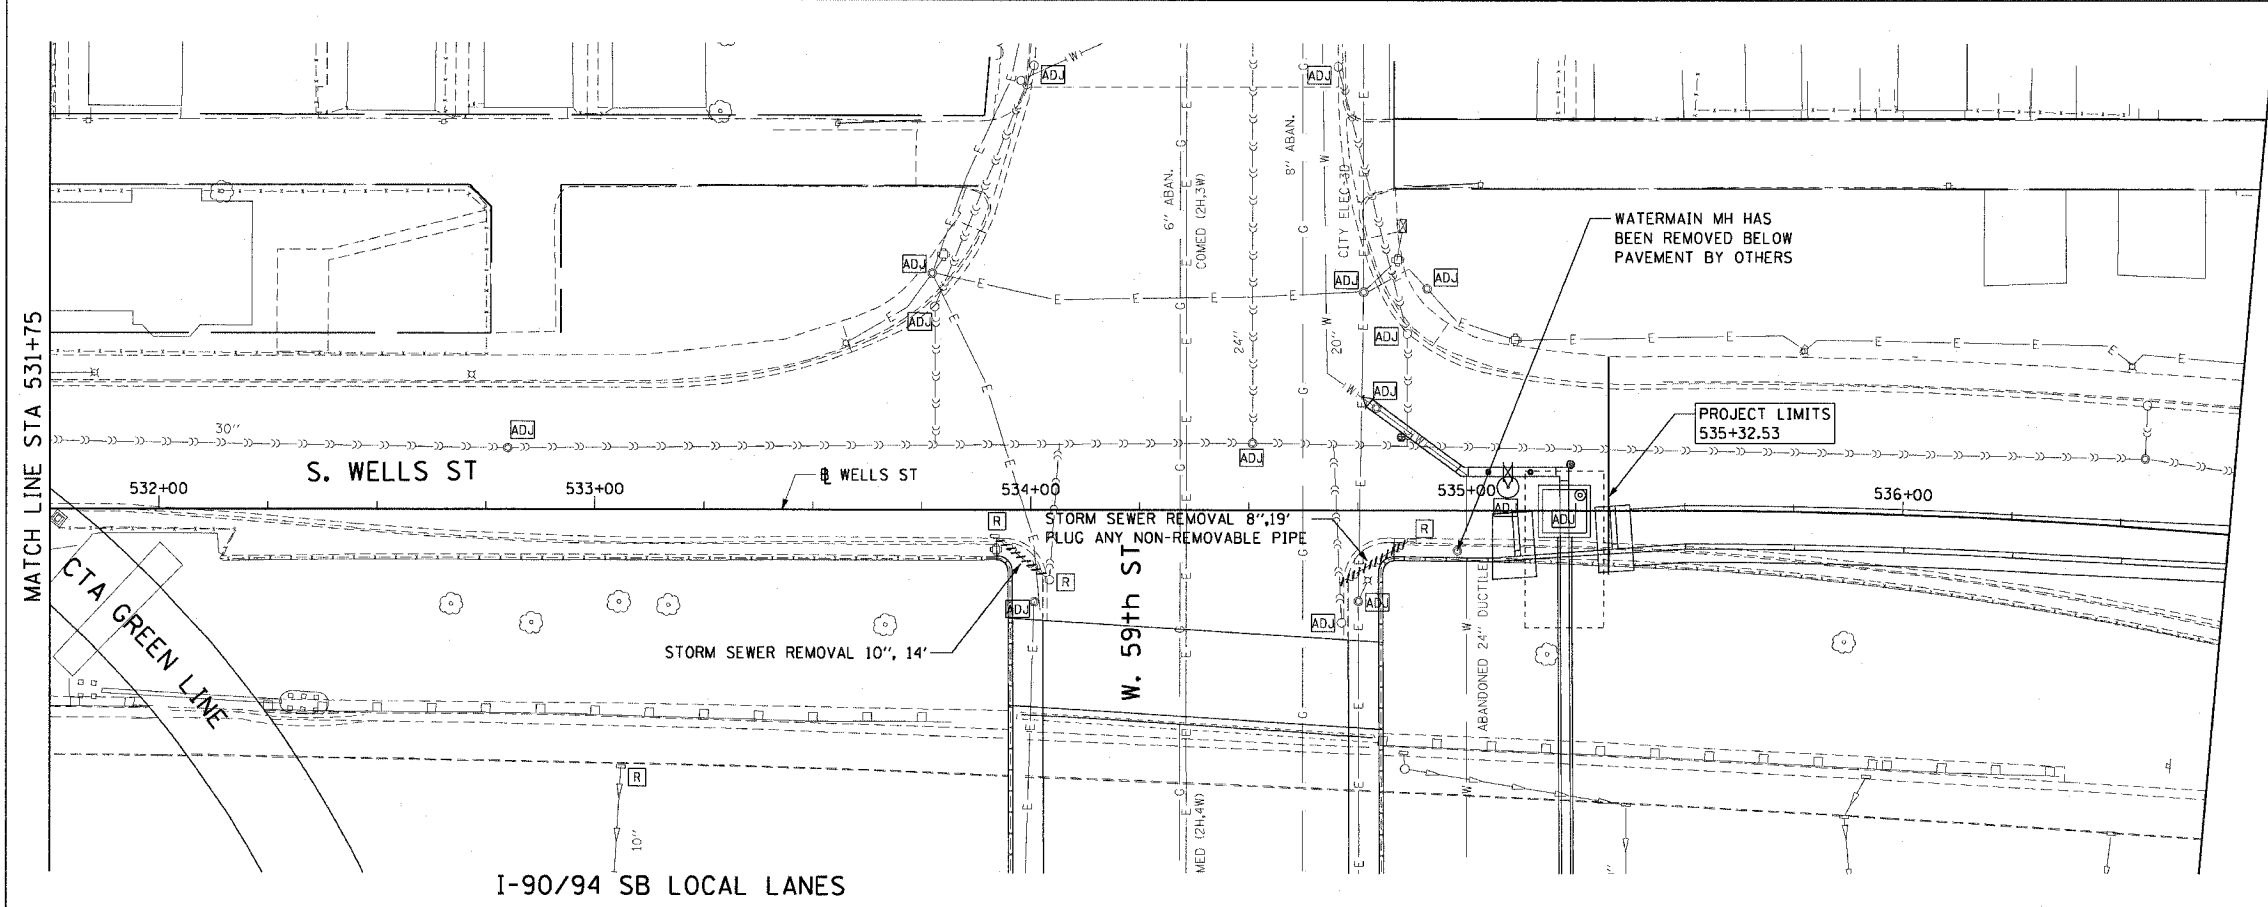 ADJ
ADJ
6" ABAN.
COMED (2H,3W)
8" ABAN.
CITY ELEC-3D
WATERMAIN MH HAS
BEEN REMOVED BELOW
PAVEMENT BY OTHERS
ADJ
ADJ
ADJ
ADJ
ADJ
24"
20"
MATCH LINE STA 531+75
ADJ
PROJECT LIMITS
535+32.53
30"
ADJ
ADJ
S. WELLS ST
℄ WELLS ST
532+00
533+00
534+00
535+00
536+00
ADJ
ADJ
R
STORM SEWER REMOVAL 8",19'
PLUG ANY NON-REMOVABLE PIPE
R
R
ADJ
ADJ
ADJ
W. 59th ST
STORM SEWER REMOVAL 10", 14'
ABANDONED 24" DUCTILE
CTA GREEN LINE
R
10"
MED (2H,4W)
I-90/94 SB LOCAL LANES